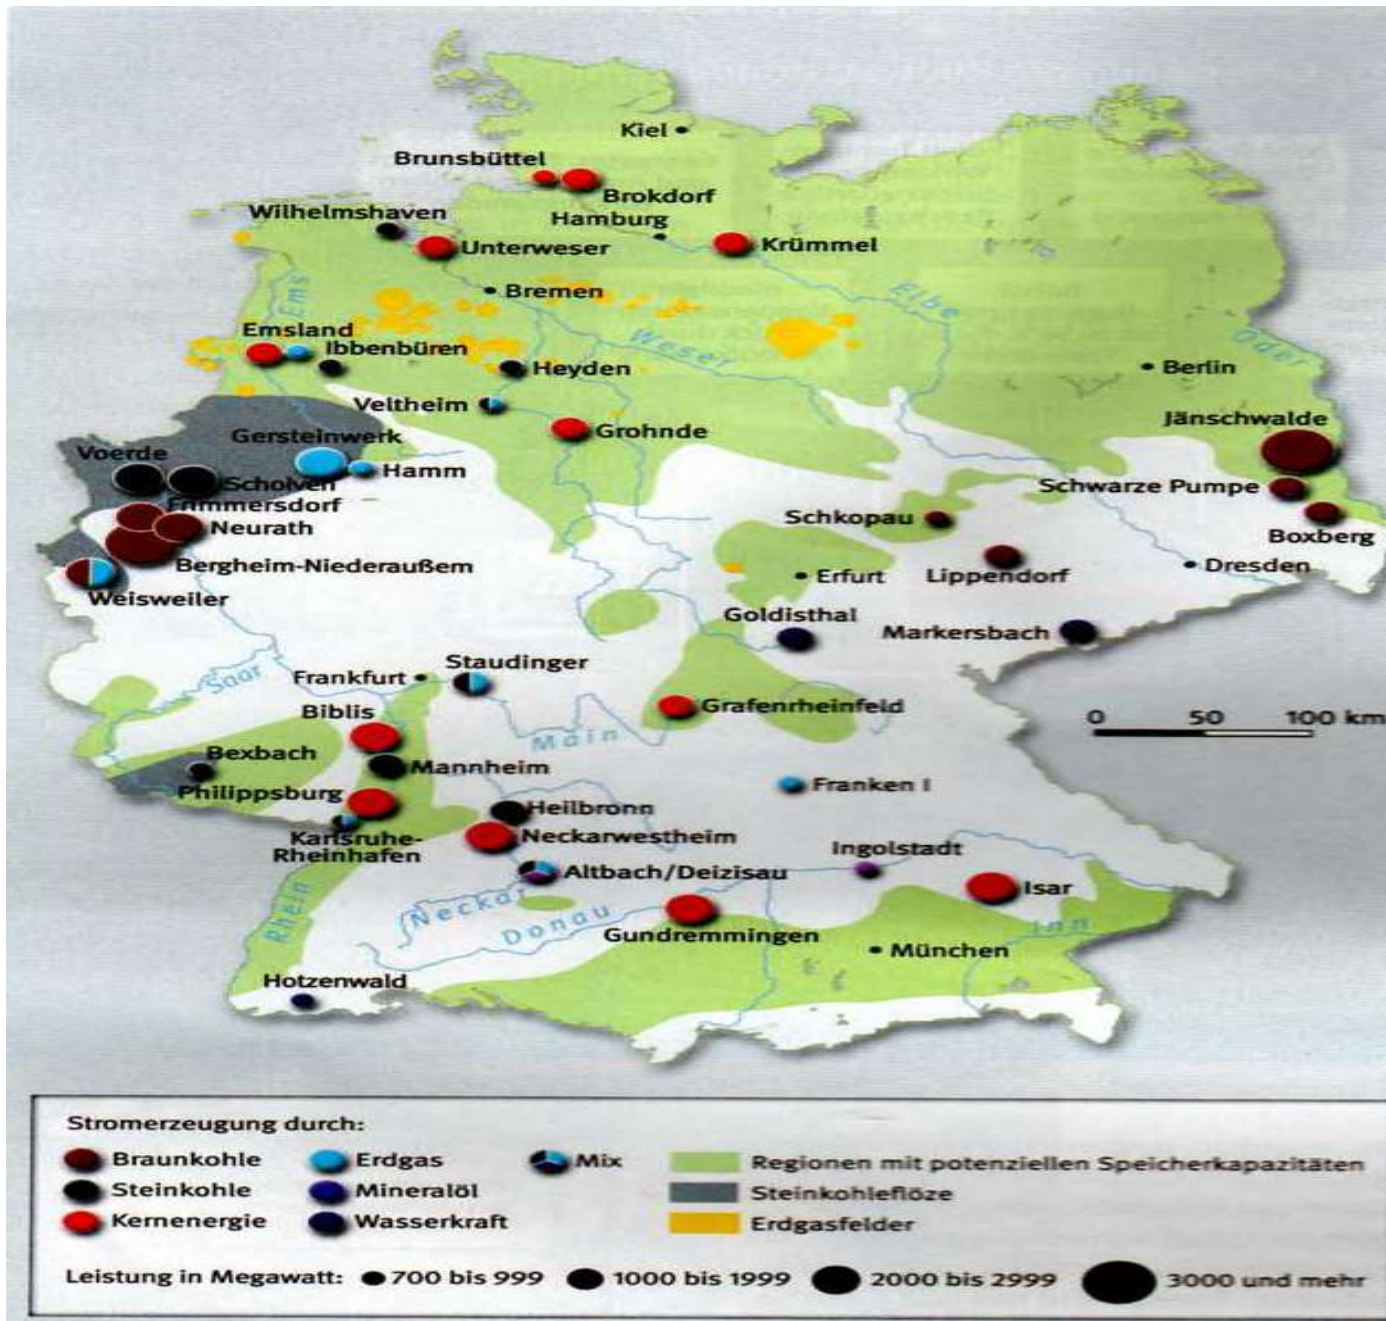 Kiel
Brunsbüttel
Brokdorf
Wilhelmshaven
Hamburg
Unterweser
Krümmel
Ems
Bremen
Elbe
Emsland
Ibbenbüren
Weser
Oder
Heyden
Berlin
Veltheim
Jänschwalde
Gersteinwerk
Grohnde
Voerde
Hamm
Scholven
Schwarze Pumpe
Frimmersdorf
Neurath
Schkopau
Boxberg
Bergheim-Niederaußem
Erfurt
Lippendorf
Dresden
Weisweiler
Goldisthal
Markersbach
Staudinger
Frankfurt
Saar
Biblis
Grafenrheinfeld
0 50 100 km
Main
Bexbach
Mannheim
Philippsburg
Franken I
Heilbronn
Karlsruhe-
Rheinhafen
Neckarwestheim
Ingolstadt
Altbach/Deizisau
Isar
Rhein
Neckar
Donau
Inn
Gundremmingen
München
Hotzenwald
Stromerzeugung durch:
Braunkohle Erdgas Mix Regionen mit potenziellen Speicherkapazitäten
Steinkohle Mineralöl Steinkohleflöze
Kernenergie Wasserkraft Erdgasfelder
Leistung in Megawatt: 700 bis 999 1000 bis 1999 2000 bis 2999 3000 und mehr